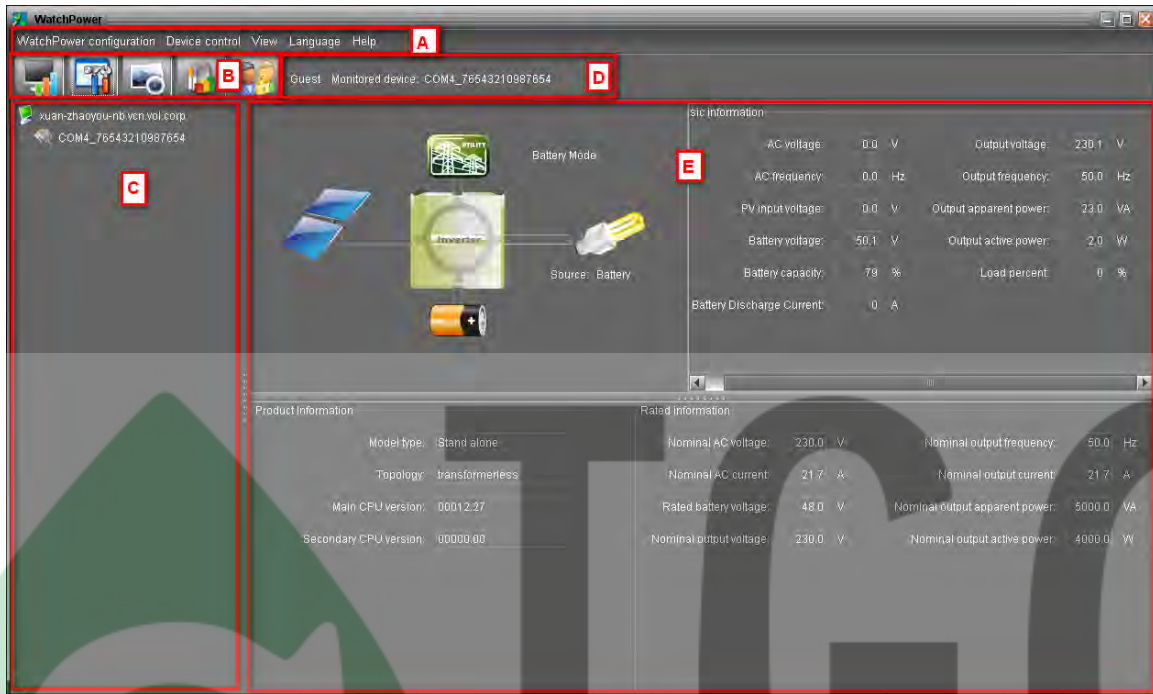 WatchPower
WatchPower configuration Device control View Language Help
A
B
Guest Monitored device: COM4_76543210987654
D
xuan-zhaoyou-nb.vcn.vol.corp
COM4_76543210987654
C
UTILITY
Battery Mode
Inverter
Source: Battery
E
sic information
AC voltage: 0.0 V Output voltage: 230.1 V
AC frequency: 0.0 Hz Output frequency: 50.0 Hz
PV input voltage: 0.0 V Output apparent power: 23.0 VA
Battery voltage: 50.1 V Output active power: 2.0 W
Battery capacity: 79 % Load percent: 0 %
Battery Discharge Current: 0 A
Product Information
Model type: Stand alone
Topology: transformerless
Main CPU version: 00012.27
Secondary CPU version: 00000.00
Rated information
Nominal AC voltage: 230.0 V Nominal output frequency: 50.0 Hz
Nominal AC current: 21.7 A Nominal output current: 21.7 A
Rated battery voltage: 48.0 V Nominal output apparent power: 5000.0 VA
Nominal output voltage: 230.0 V Nominal output active power: 4000.0 W